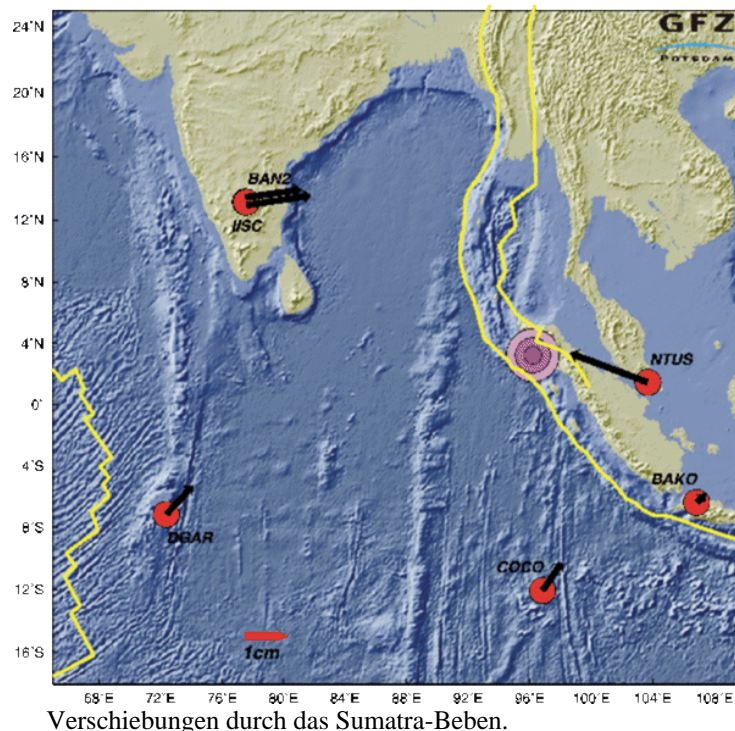 24˚N
GFZ
POTSDAM
20˚N
16˚N
BAN2
IISC
12˚N
8˚N
4˚N
NTUS
0˚
4˚S
BAKO
8˚S
DGAR
COCO
12˚S
1cm
16˚S
68˚E 72˚E 76˚E 80˚E 84˚E 88˚E 92˚E 96˚E 100˚E 104˚E 108˚E
Verschiebungen durch das Sumatra-Beben.